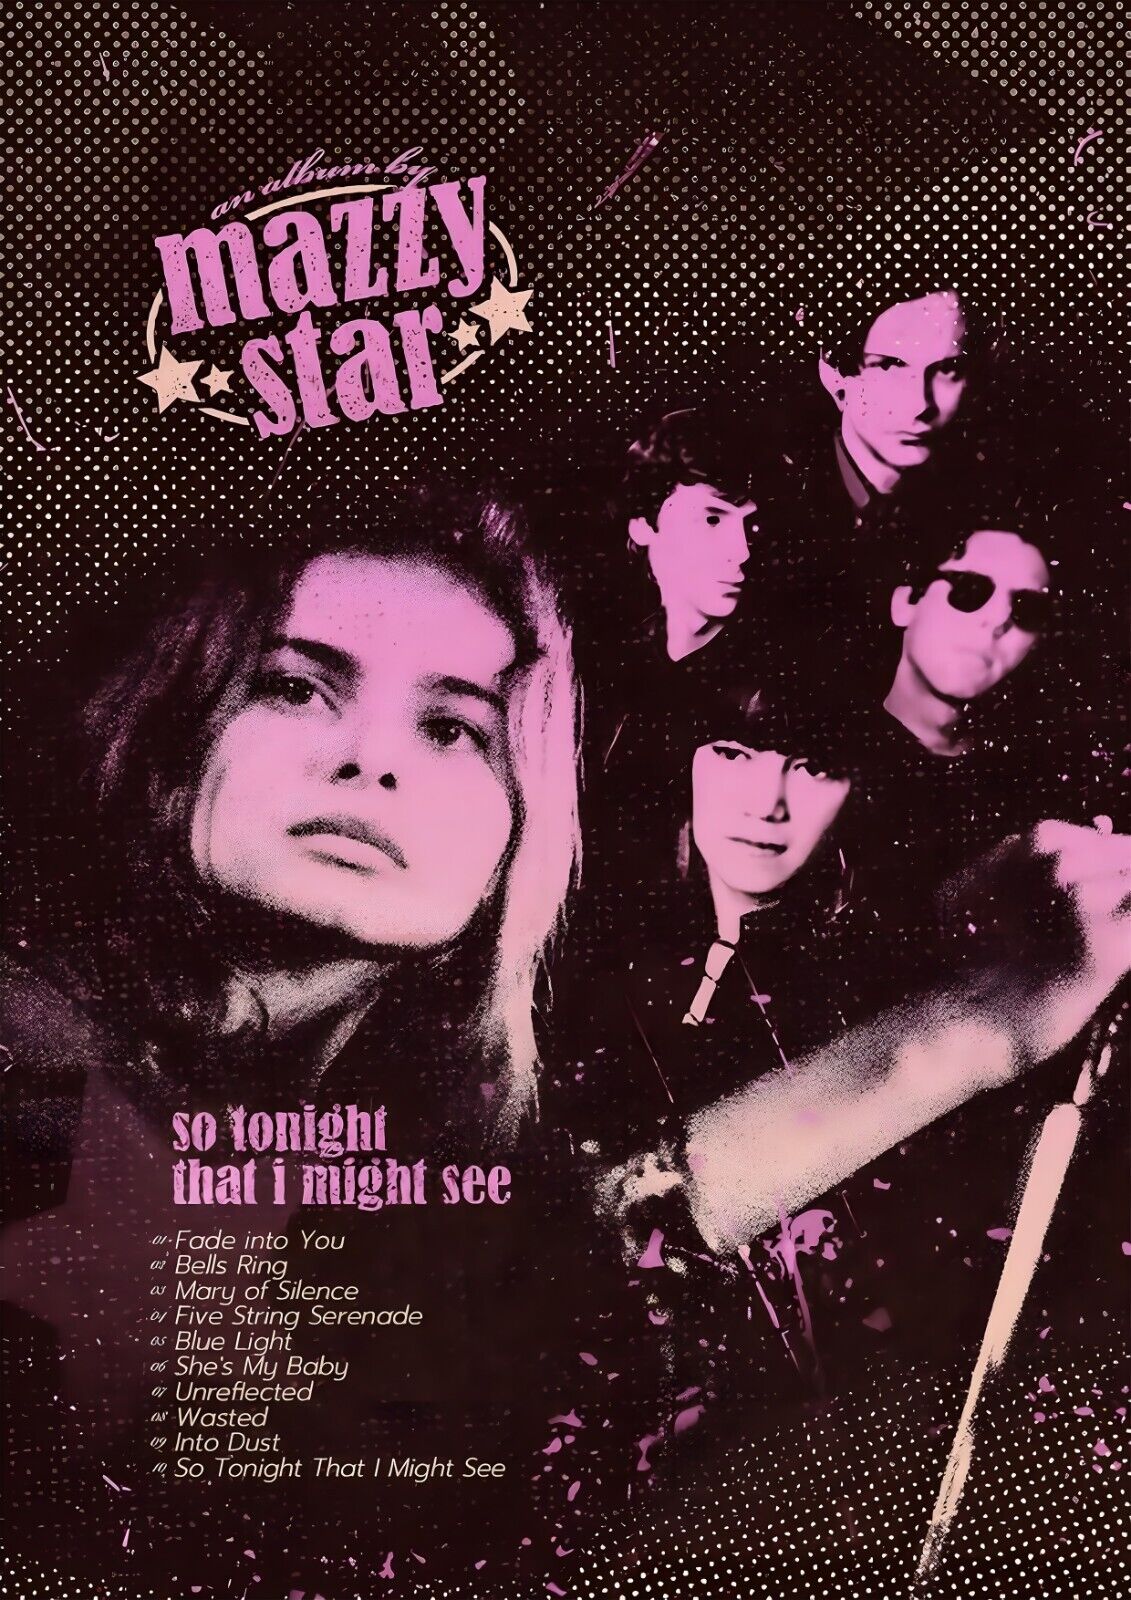 an album by
mazzy
star
so tonight
that i might see
01. Fade into You
02. Bells Ring
03. Mary of Silence
04. Five String Serenade
05. Blue Light
06. She's My Baby
07. Unreflected
08. Wasted
09. Into Dust
10. So Tonight That I Might See